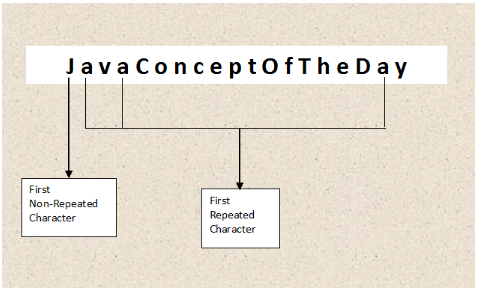 JavaConceptOfTheDay
First
Non-Repeated
Character
First
Repeated
Character